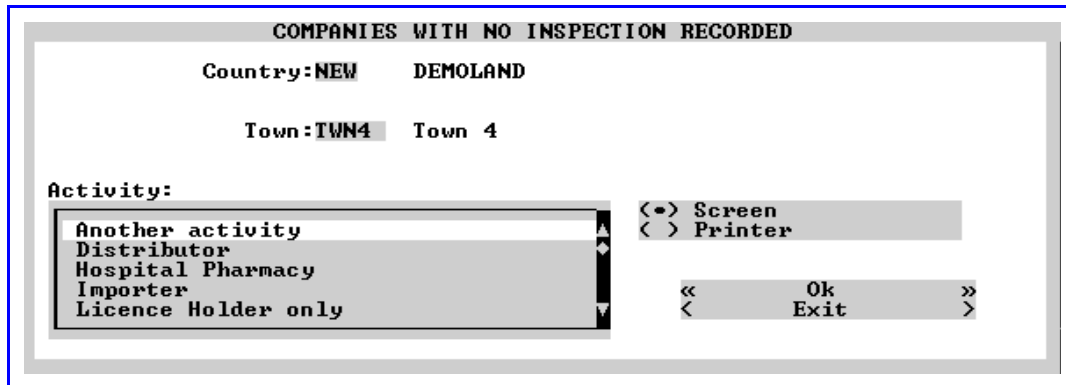 COMPANIES WITH NO INSPECTION RECORDED
Country:NEW DEMOLAND
Town:TWN4 Town 4
Activity:
Another activity
Distributor
Hospital Pharmacy
Importer
Licence Holder only
(•) Screen
( ) Printer
« Ok »
< Exit >